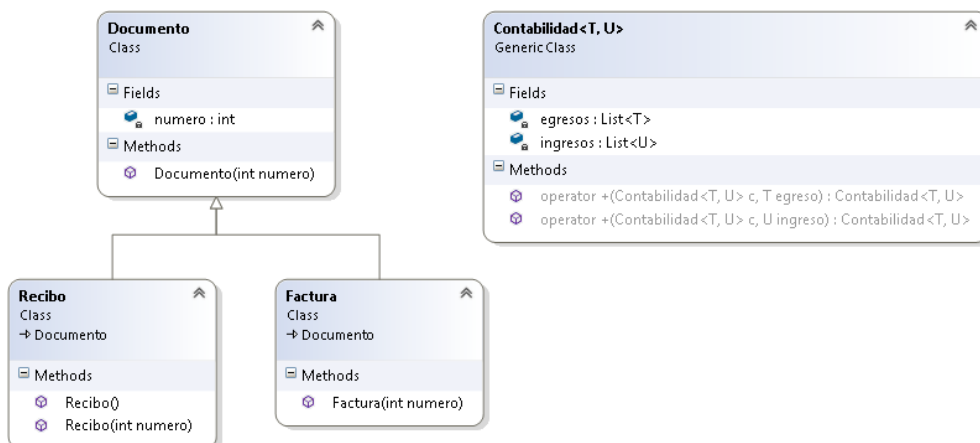 Documento
Class
Fields
numero : int
Methods
Documento(int numero)
Contabilidad<T, U>
Generic Class
Fields
egresos : List<T>
ingresos : List<U>
Methods
operator +(Contabilidad<T, U> c, T egreso) : Contabilidad<T, U>
operator +(Contabilidad<T, U> c, U ingreso) : Contabilidad<T, U>
Recibo
Class
Documento
Methods
Recibo()
Recibo(int numero)
Factura
Class
Documento
Methods
Factura(int numero)